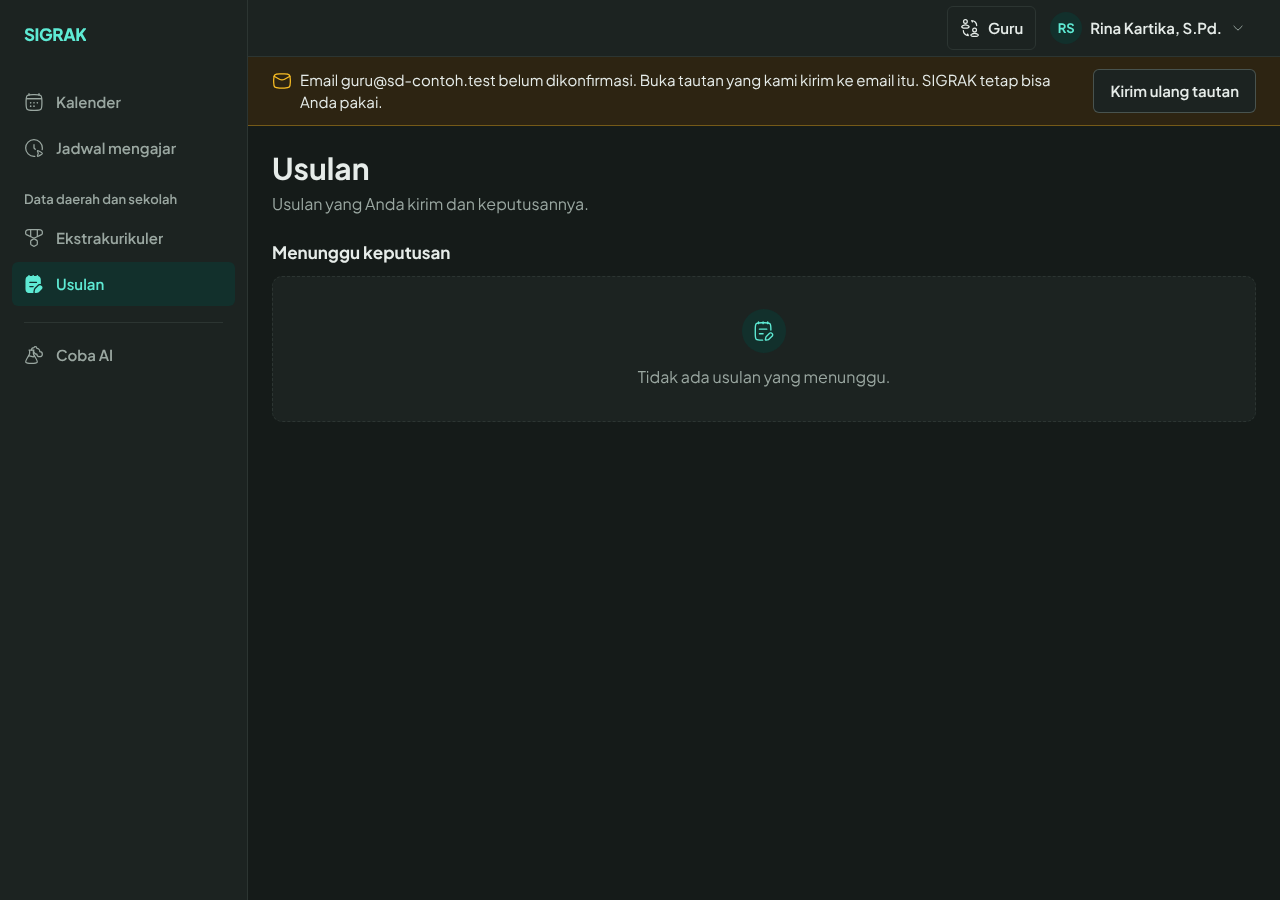 SIGRAK
Guru
RS
Rina Kartika, S.Pd.
Kalender
Jadwal mengajar
Data daerah dan sekolah
Ekstrakurikuler
Usulan
Coba AI
Email guru@sd-contoh.test belum dikonfirmasi. Buka tautan yang kami kirim ke email itu. SIGRAK tetap bisa
Anda pakai.
Kirim ulang tautan
Usulan
Usulan yang Anda kirim dan keputusannya.
Menunggu keputusan
Tidak ada usulan yang menunggu.